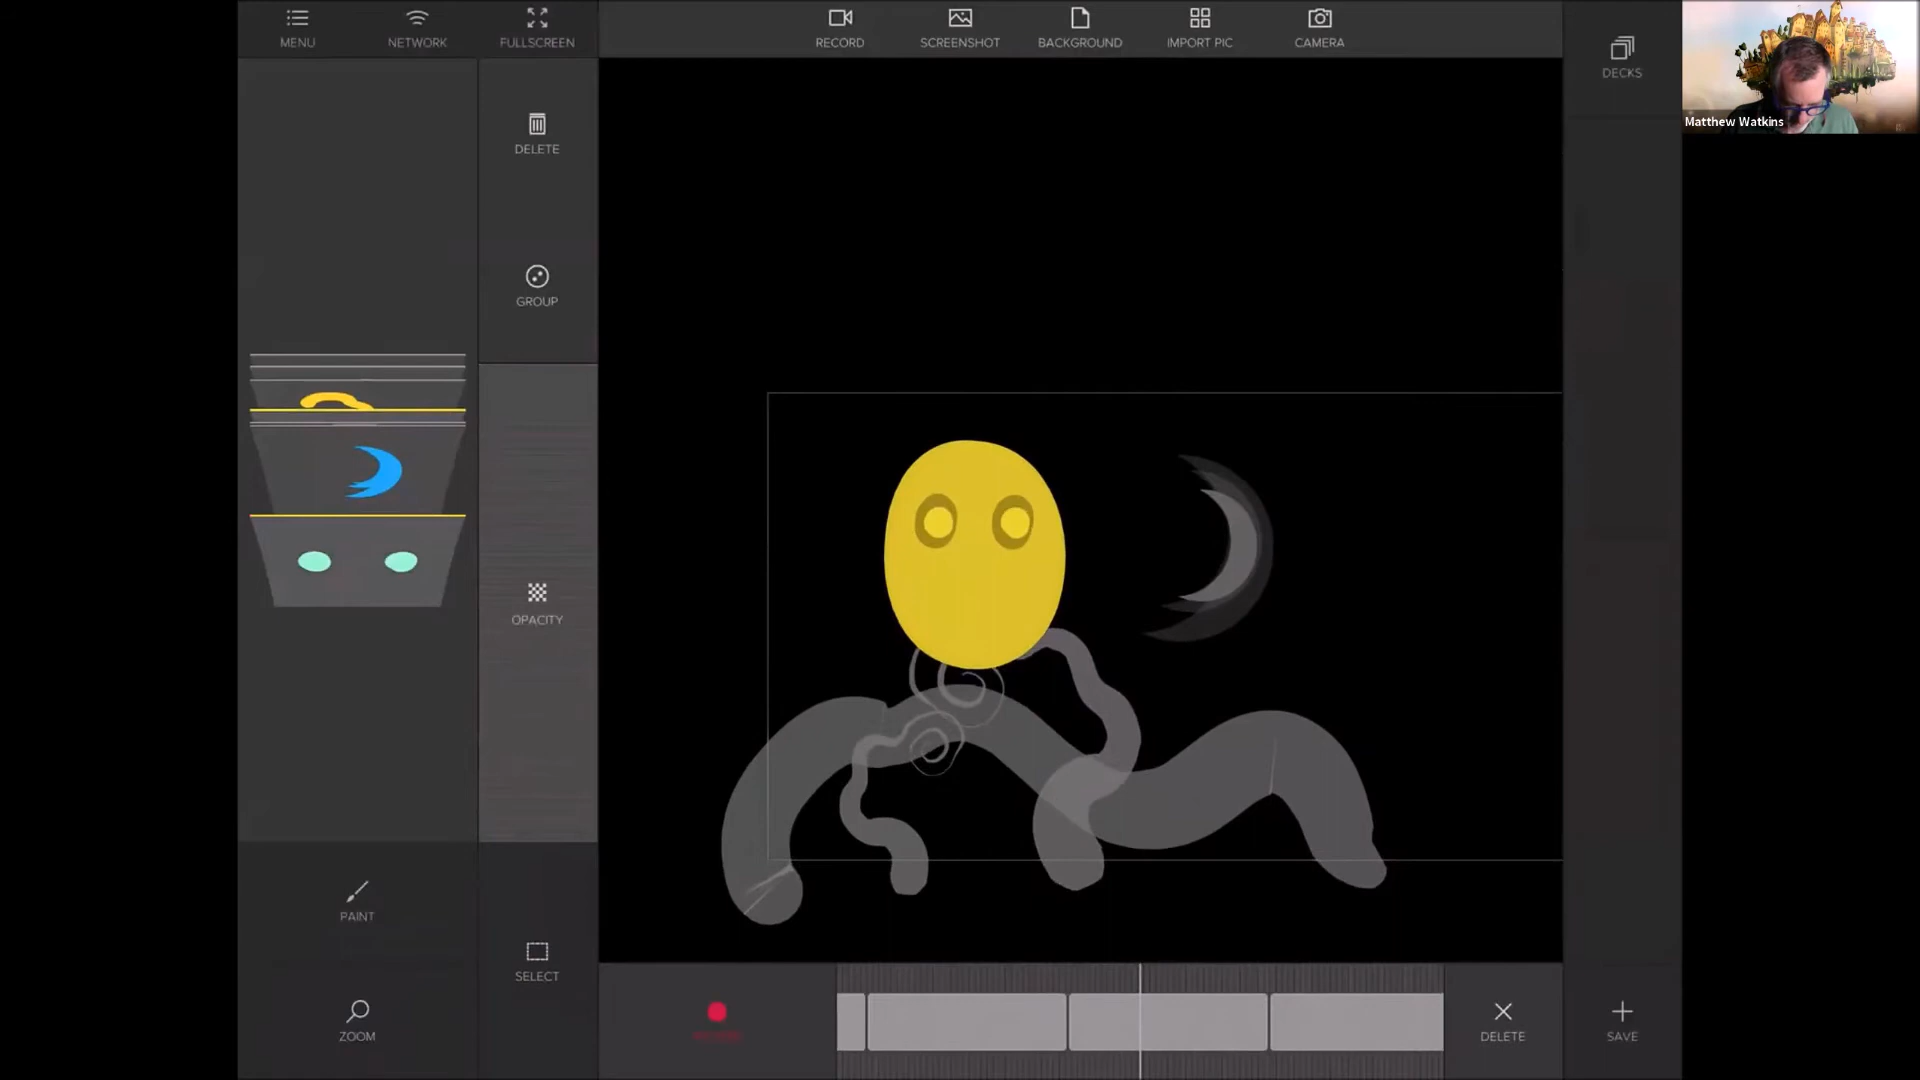 MENU
NETWORK
FULLSCREEN
RECORD
SCREENSHOT
BACKGROUND
IMPORT PIC
CAMERA
DECKS
Matthew Watkins
DELETE
GROUP
OPACITY
PAINT
SELECT
ZOOM
DELETE
SAVE